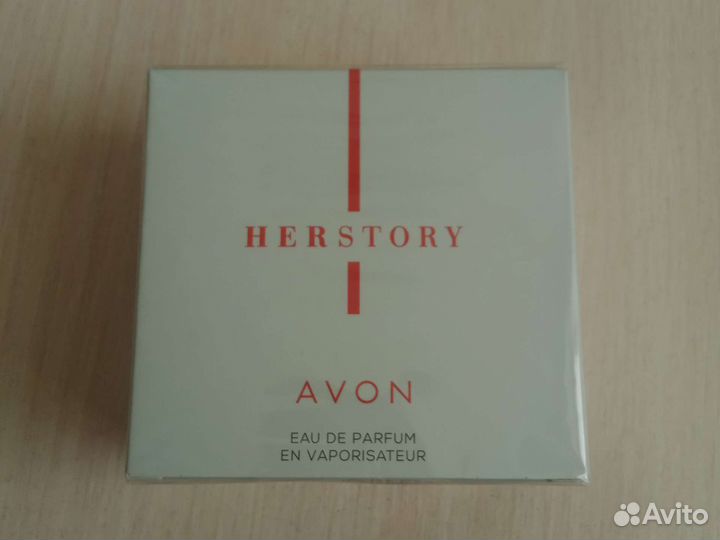 HERSTORY
AVON
EAU DE PARFUM
EN VAPORISATEUR
Avito